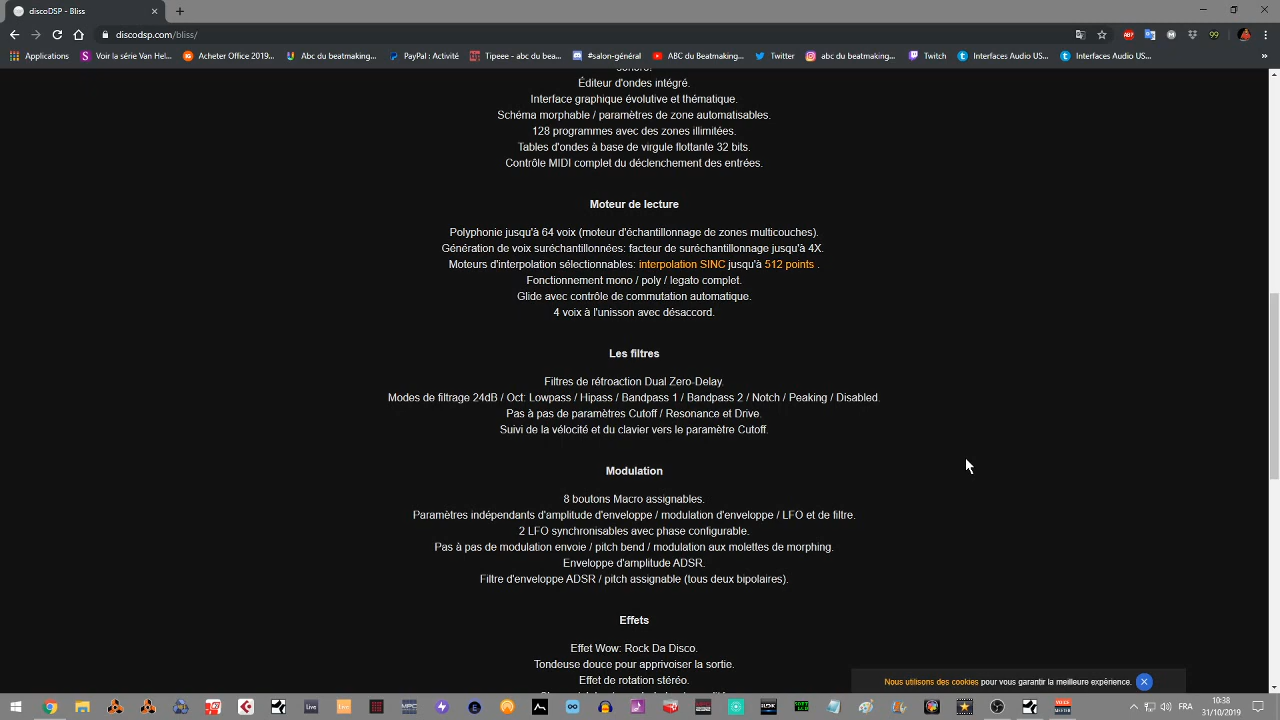 discoDSP - Bliss
discodsp.com/bliss/
Applications
Voir la série Van Hel...
Acheter Office 2019...
Abc du beatmaking...
PayPal : Activité
Tipeee - abc du bea...
#salon-général
ABC du Beatmaking...
Twitter
abc du beatmaking...
Twitch
Interfaces Audio US...
Interfaces Audio US...
Éditeur d'ondes intégré.
Interface graphique évolutive et thématique.
Schéma morphable / paramètres de zone automatisables.
128 programmes avec des zones illimitées.
Tables d'ondes à base de virgule flottante 32 bits.
Contrôle MIDI complet du déclenchement des entrées.
Moteur de lecture
Polyphonie jusqu'à 64 voix (moteur d'échantillonnage de zones multicouches).
Génération de voix suréchantillonnées: facteur de suréchantillonnage jusqu'à 4X.
Moteurs d'interpolation sélectionnables: interpolation SINC jusqu'à 512 points .
Fonctionnement mono / poly / legato complet.
Glide avec contrôle de commutation automatique.
4 voix à l'unisson avec désaccord.
Les filtres
Filtres de rétroaction Dual Zero-Delay.
Modes de filtrage 24dB / Oct: Lowpass / Hipass / Bandpass 1 / Bandpass 2 / Notch / Peaking / Disabled.
Pas à pas de paramètres Cutoff / Resonance et Drive.
Suivi de la vélocité et du clavier vers le paramètre Cutoff.
Modulation
8 boutons Macro assignables.
Paramètres indépendants d'amplitude d'enveloppe / modulation d'enveloppe / LFO et de filtre.
2 LFO synchronisables avec phase configurable.
Pas à pas de modulation envoie / pitch bend / modulation aux molettes de morphing.
Enveloppe d'amplitude ADSR.
Filtre d'enveloppe ADSR / pitch assignable (tous deux bipolaires).
Effets
Effet Wow: Rock Da Disco.
Tondeuse douce pour apprivoiser la sortie.
Effet de rotation stéréo.
Nous utilisons des cookies pour vous garantir la meilleure expérience.
FRA
10:38
31/10/2019